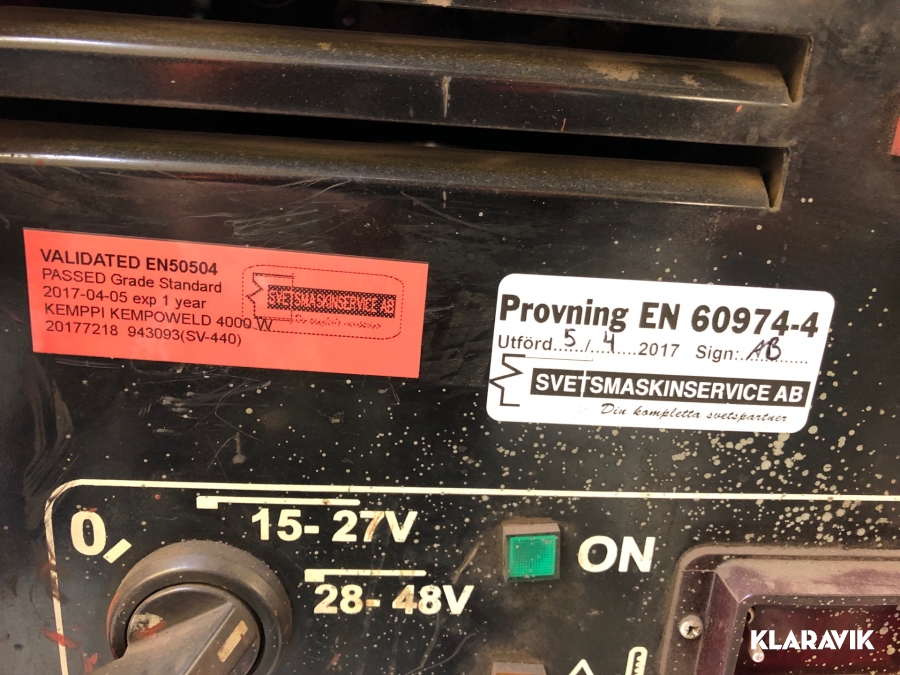 VALIDATED EN50504
PASSED Grade Standard
2017-04-05 exp 1 year
KEMPPI KEMPOWELD 4000 W
20177218 943093(SV-440)
SVETSMASKINSERVICE AB
Provning EN 60974-4
Utförd..5../..4....2017 Sign:.AB
SVETSMASKINSERVICE AB
Din kompletta svetspartner
0
15-27V
28-48V
ON
KLARAVIK